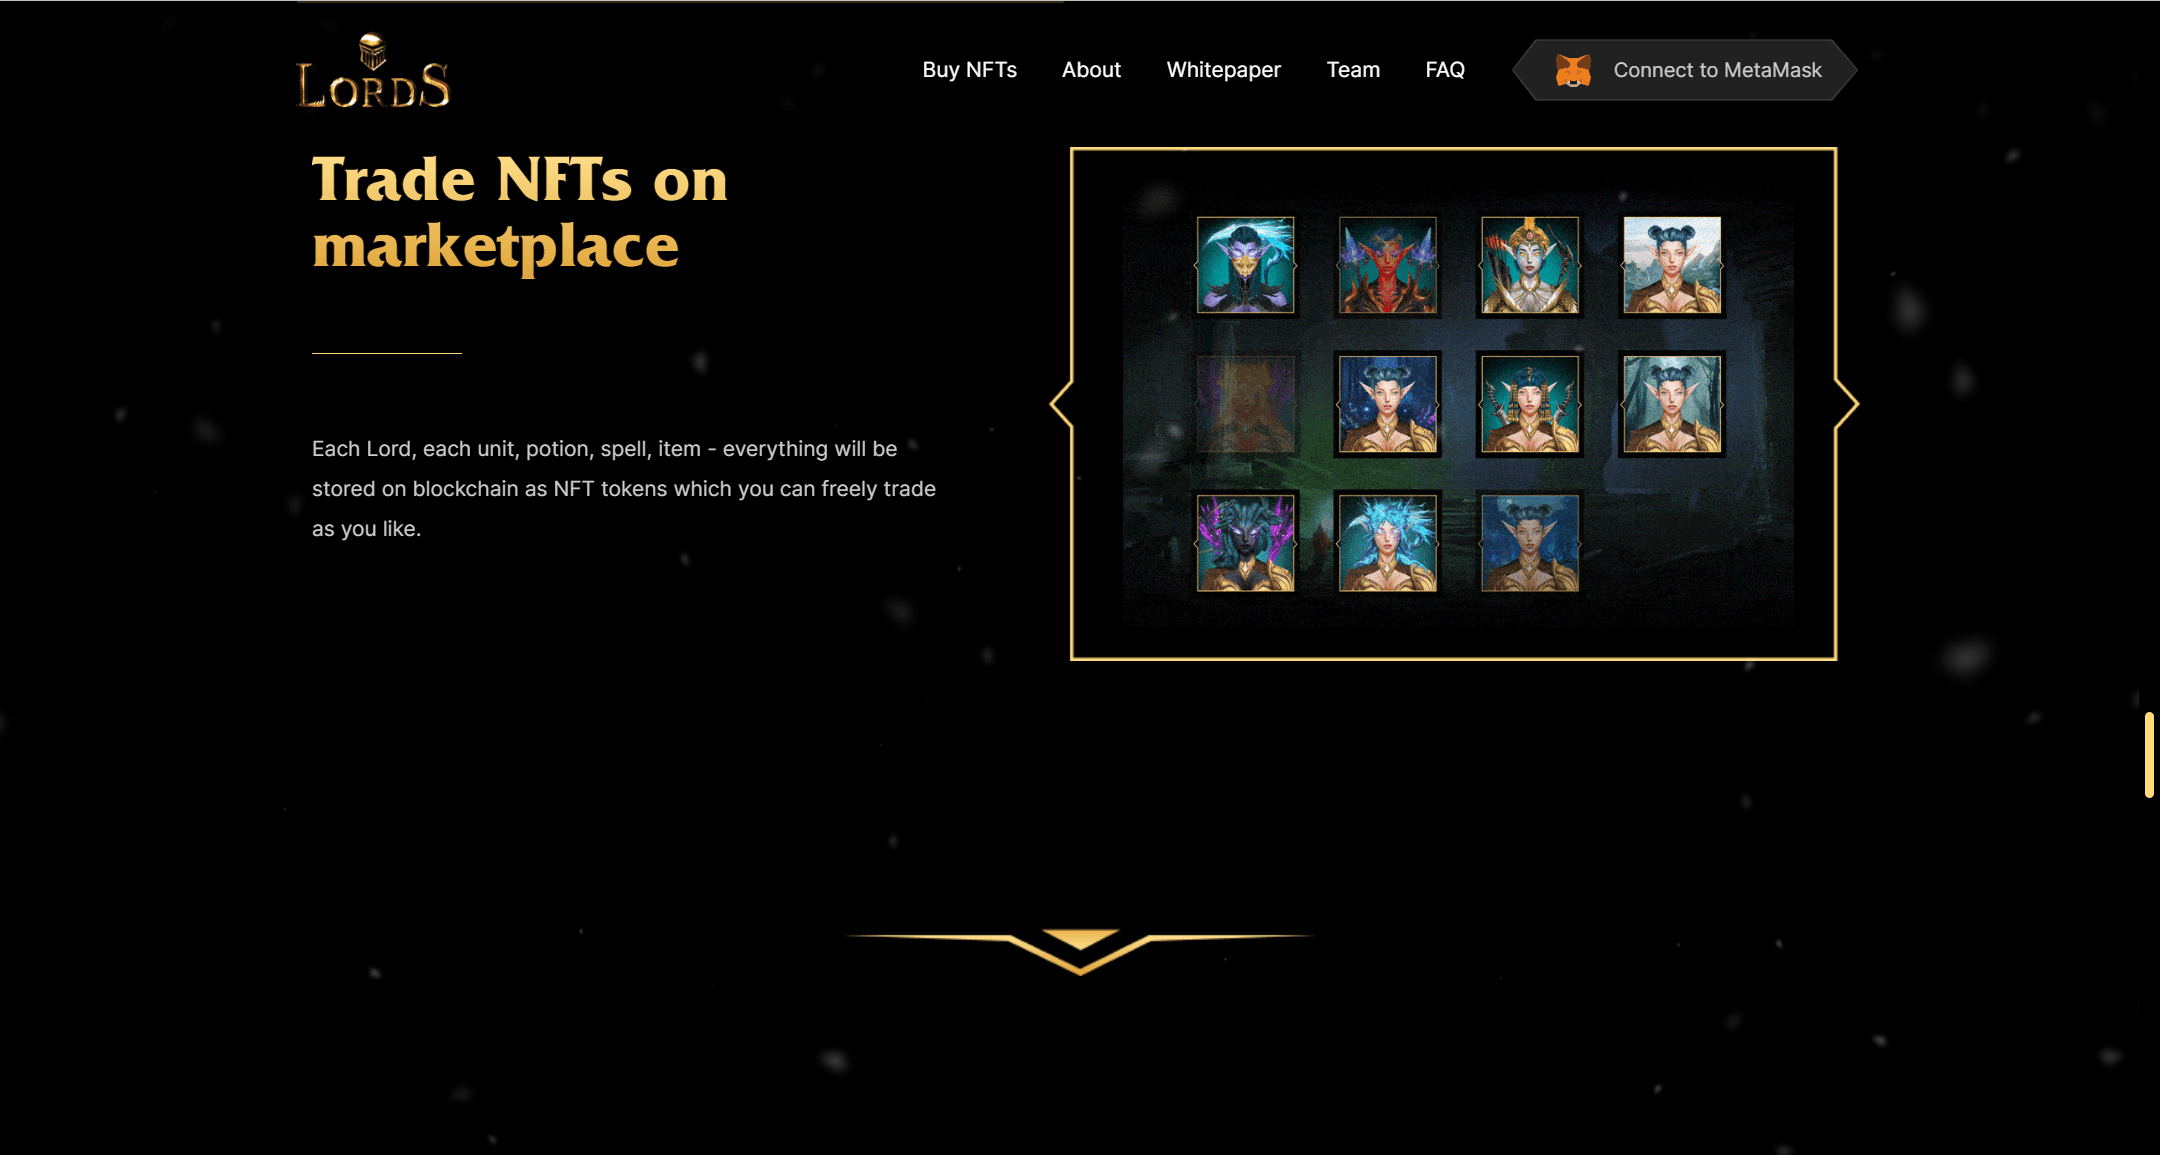 LORDS
Buy NFTs
About
Whitepaper
Team
FAQ
Connect to MetaMask
Trade NFTs on
marketplace
Each Lord, each unit, potion, spell, item - everything will be
stored on blockchain as NFT tokens which you can freely trade
as you like.